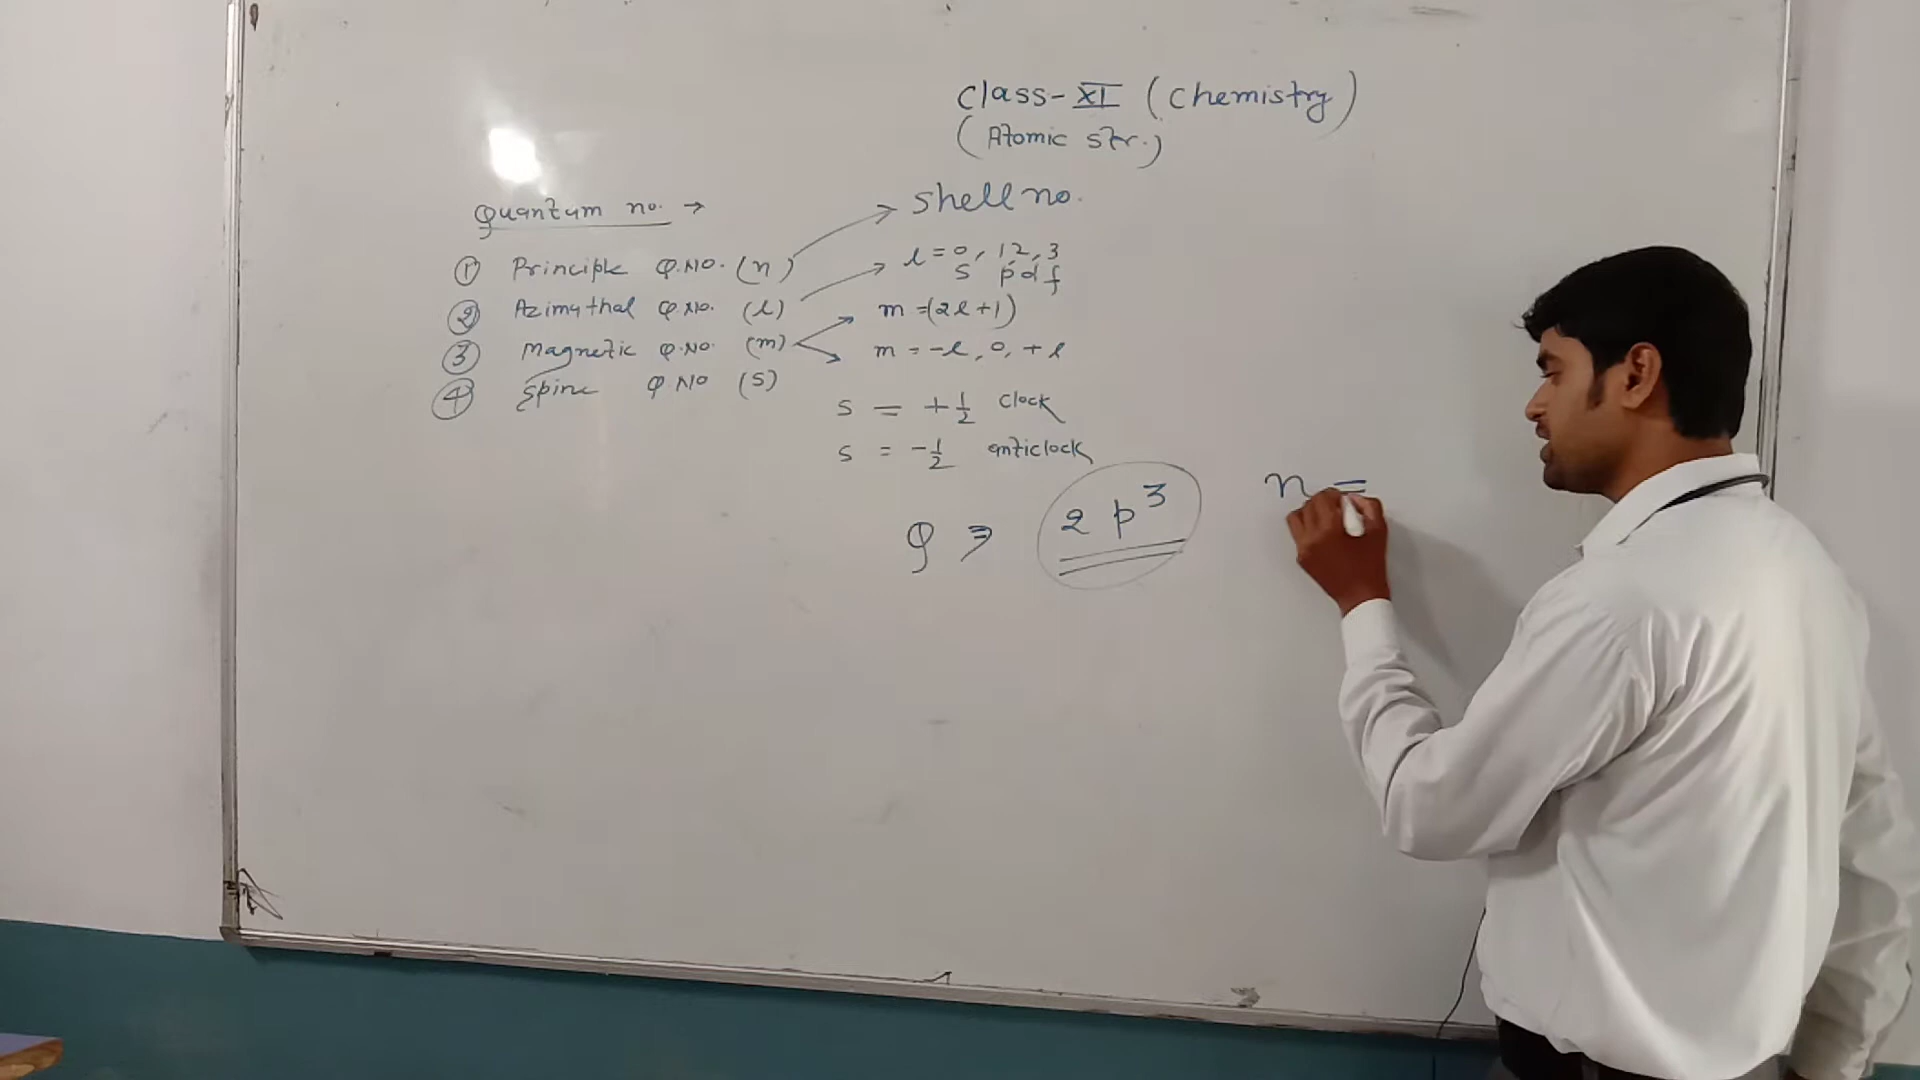 Class-XI (Chemistry)
(Atomic str.)
Quantum no. →
shell no.
① Principle Q.NO. (n)
l = 0, 1 2, 3
s p d f
② Azimuthal Q.NO. (l)
m = (2l+1)
③ Magnetic Q.NO. (m)
m = -l, 0, +l
④ Spine Q.NO (s)
s = +1/2 clock
s = -1/2 anticlock
Q ⇒ 2p³
n =